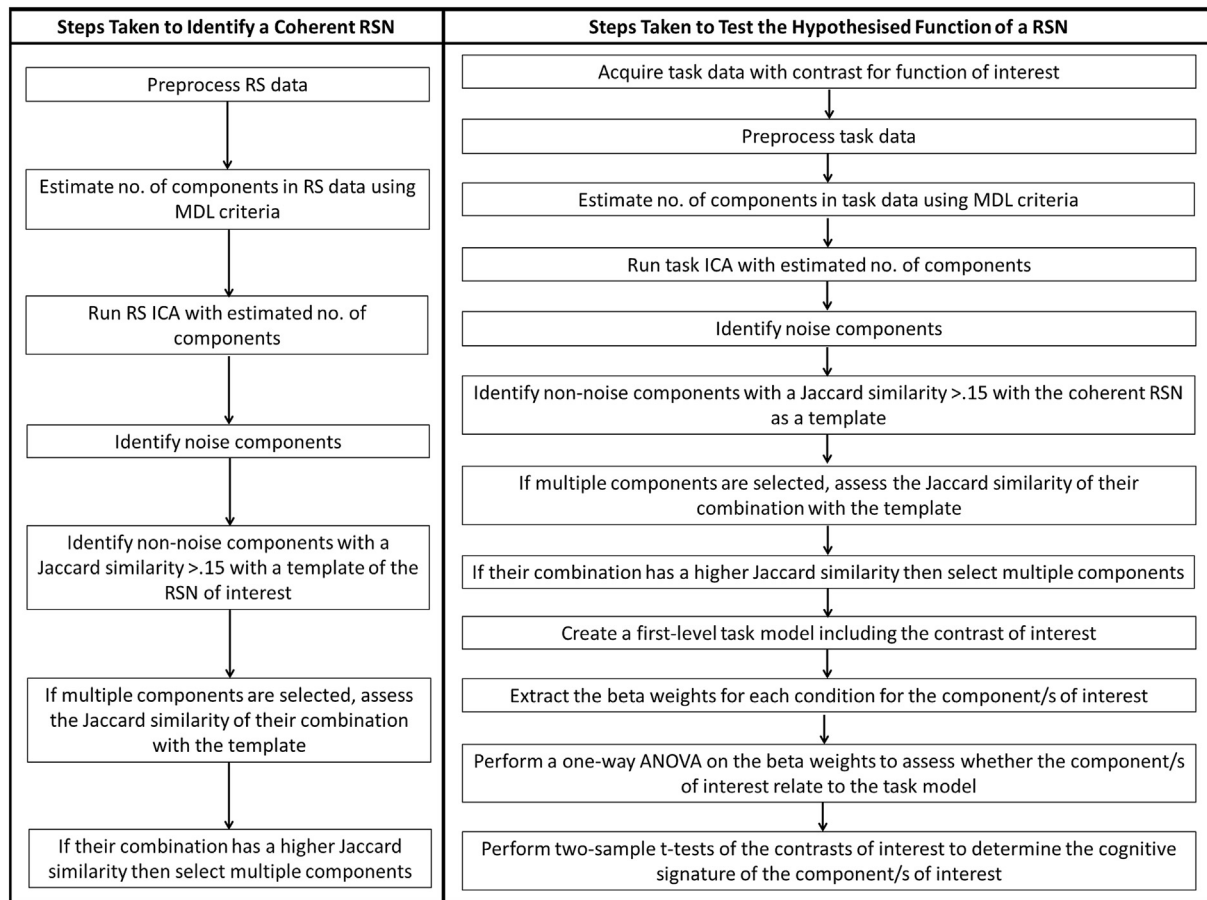 Steps Taken to Identify a Coherent RSN
Preprocess RS data
Estimate no. of components in RS data using
MDL criteria
Run RS ICA with estimated no. of
components
Identify noise components
Identify non-noise components with a
Jaccard similarity >.15 with a template of the
RSN of interest
If multiple components are selected, assess
the Jaccard similarity of their combination
with the template
If their combination has a higher Jaccard
similarity then select multiple components
Steps Taken to Test the Hypothesised Function of a RSN
Acquire task data with contrast for function of interest
Preprocess task data
Estimate no. of components in task data using MDL criteria
Run task ICA with estimated no. of components
Identify noise components
Identify non-noise components with a Jaccard similarity >.15 with the coherent RSN
as a template
If multiple components are selected, assess the Jaccard similarity of their
combination with the template
If their combination has a higher Jaccard similarity then select multiple components
Create a first-level task model including the contrast of interest
Extract the beta weights for each condition for the component/s of interest
Perform a one-way ANOVA on the beta weights to assess whether the component/s
of interest relate to the task model
Perform two-sample t-tests of the contrasts of interest to determine the cognitive
signature of the component/s of interest